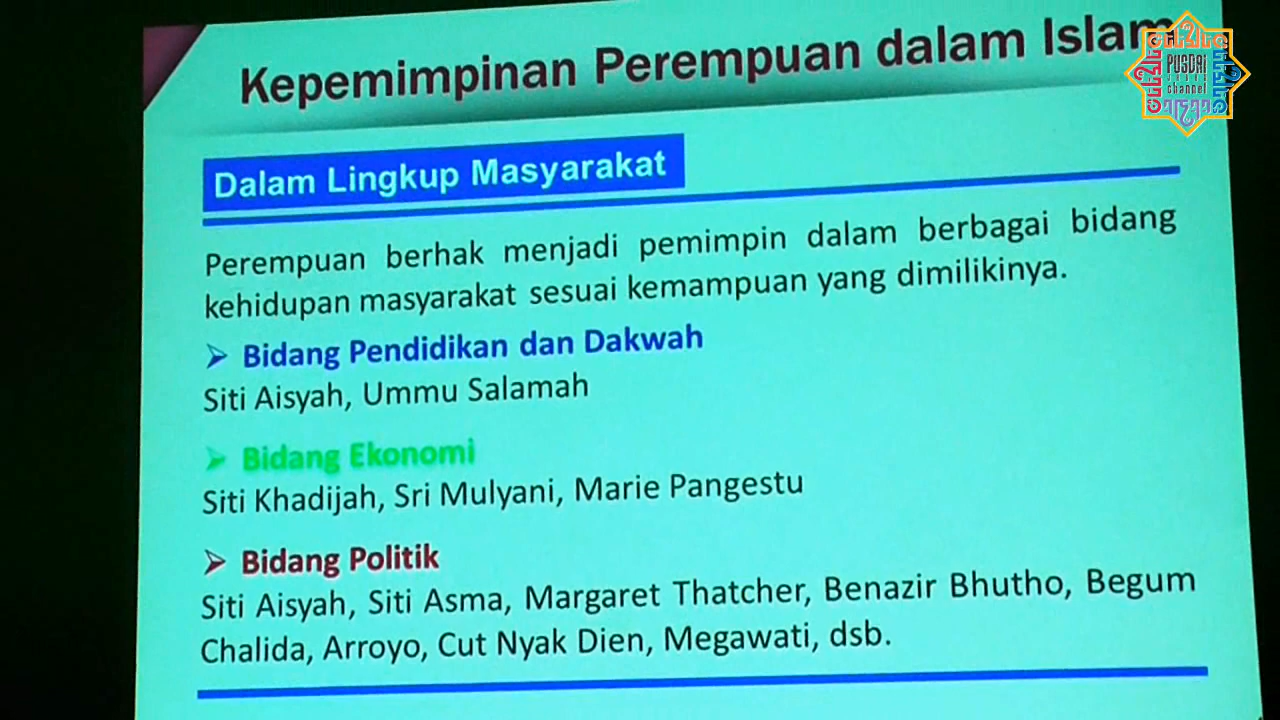 Kepemimpinan Perempuan dalam Islam
PUSDAI
channel
Dalam Lingkup Masyarakat
Perempuan berhak menjadi pemimpin dalam berbagai bidang
kehidupan masyarakat sesuai kemampuan yang dimilikinya.
➢ Bidang Pendidikan dan Dakwah
Siti Aisyah, Ummu Salamah
➢ Bidang Ekonomi
Siti Khadijah, Sri Mulyani, Marie Pangestu
➢ Bidang Politik
Siti Aisyah, Siti Asma, Margaret Thatcher, Benazir Bhutho, Begum
Chalida, Arroyo, Cut Nyak Dien, Megawati, dsb.